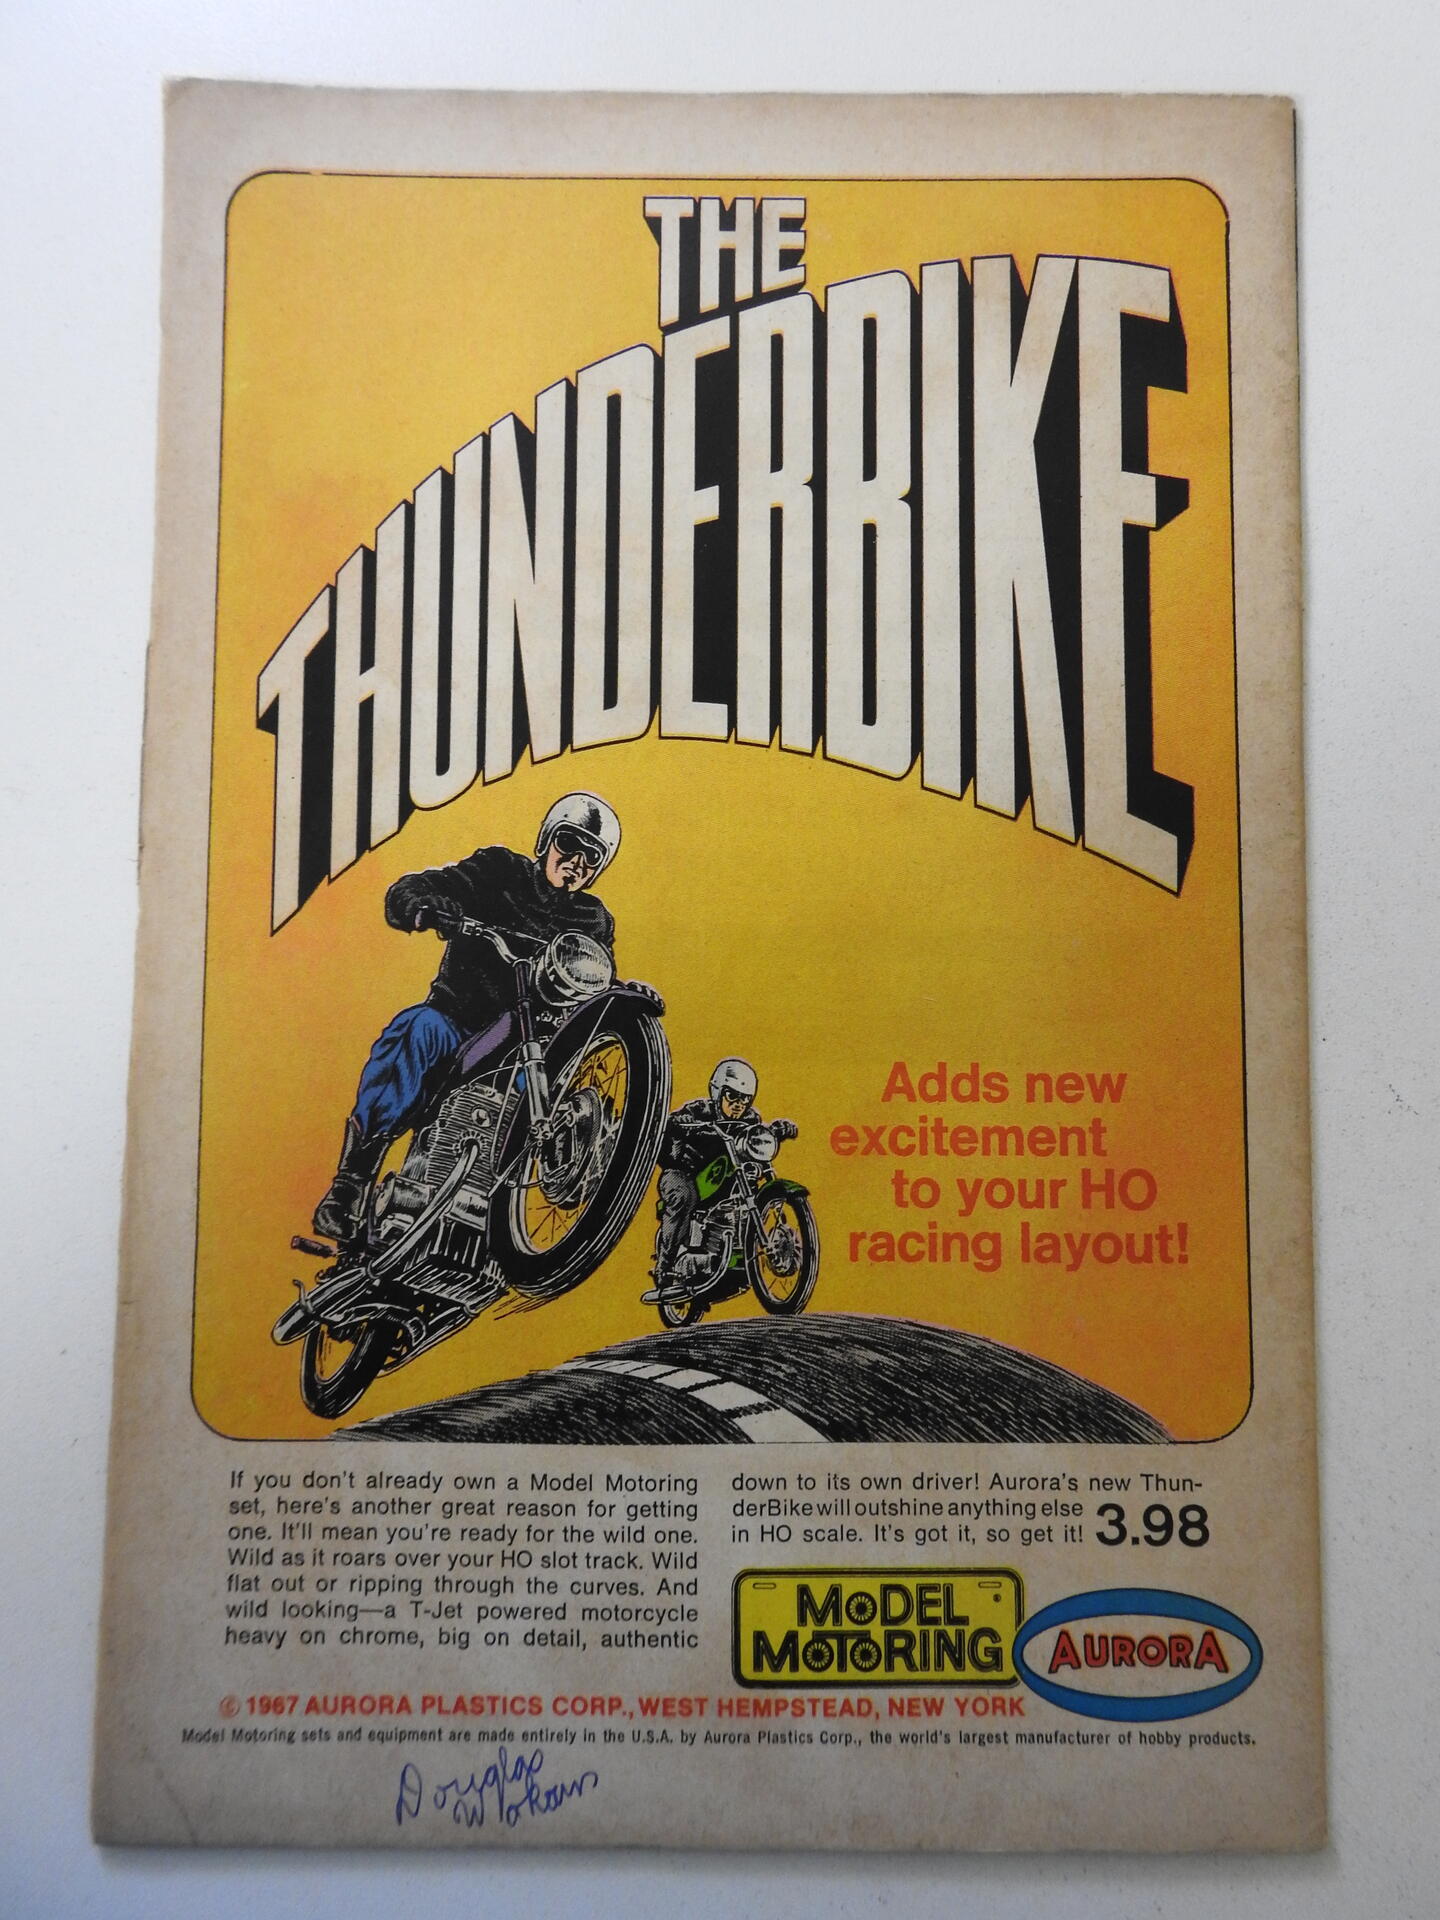 THE
THUNDERBIKE
Adds new
excitement
to your HO
racing layout!
If you don't already own a Model Motoring
set, here's another great reason for getting
one. It'll mean you're ready for the wild one.
Wild as it roars over your HO slot track. Wild
flat out or ripping through the curves. And
wild looking—a T-Jet powered motorcycle
heavy on chrome, big on detail, authentic
down to its own driver! Aurora's new Thun-
derBike will outshine anything else
in HO scale. It's got it, so get it! 3.98
MODEL
MOTORING
AURORA
© 1967 AURORA PLASTICS CORP., WEST HEMPSTEAD, NEW YORK
Model Motoring sets and equipment are made entirely in the U.S.A. by Aurora Plastics Corp., the world's largest manufacturer of hobby products.
Douglas